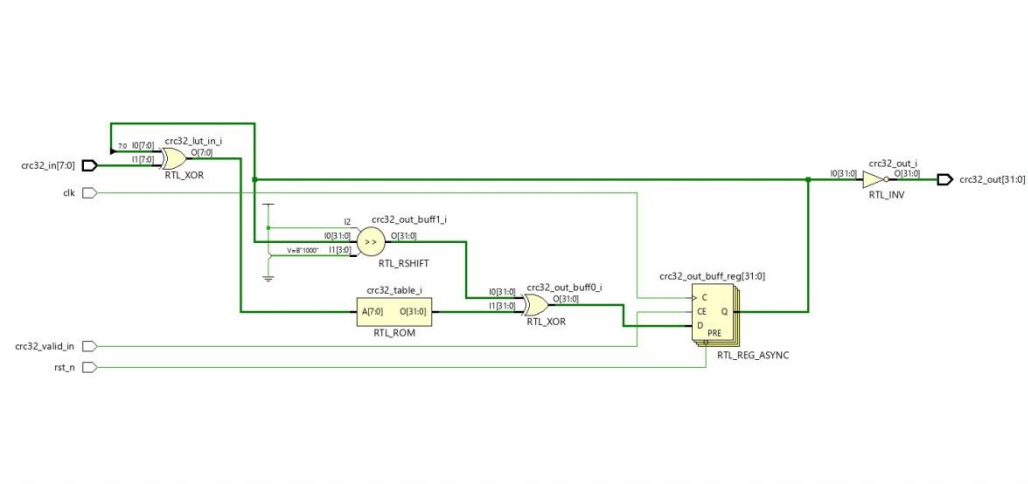 crc32_lut_in_i
7:0 I0[7:0]
O[7:0]
I1[7:0]
crc32_in[7:0]
RTL_XOR
crc32_out_i
I0[31:0]
O[31:0]
crc32_out[31:0]
RTL_INV
clk
crc32_out_buff1_i
I2
I0[31:0]
O[31:0]
>>
V=B"1000"
I1[3:0]
RTL_RSHIFT
crc32_out_buff_reg[31:0]
crc32_table_i
crc32_out_buff0_i
I0[31:0]
O[31:0]
I1[31:0]
A[7:0]
O[31:0]
RTL_XOR
RTL_ROM
C
CE
Q
D
PRE
RTL_REG_ASYNC
crc32_valid_in
rst_n